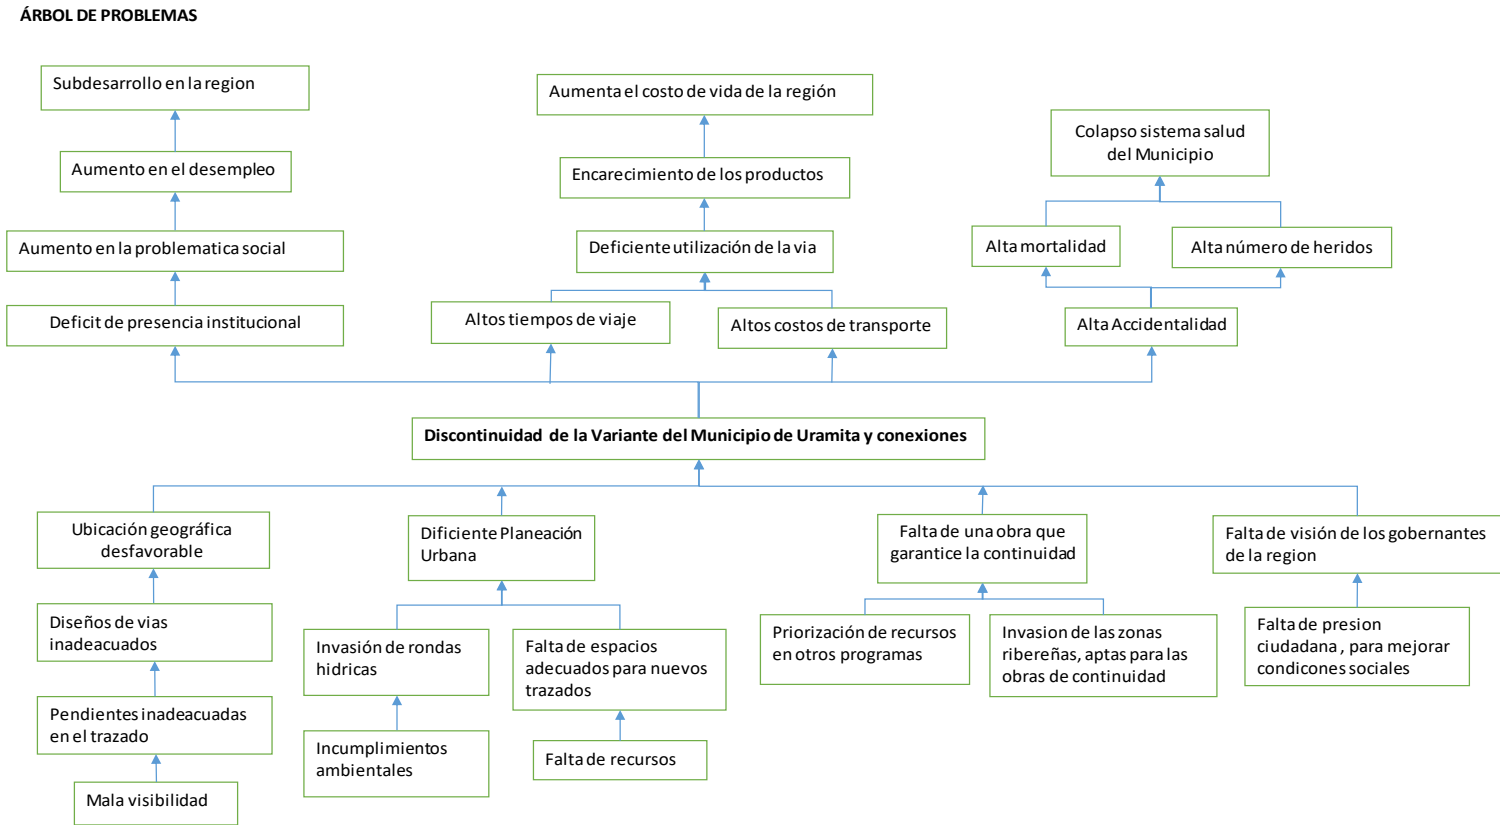 ÁRBOL DE PROBLEMAS
Subdesarrollo en la region
Aumenta el costo de vida de la región
Colapso sistema salud
del Municipio
Aumento en el desempleo
Encarecimiento de los productos
Aumento en la problematica social
Deficiente utilización de la via
Alta mortalidad
Alta número de heridos
Deficit de presencia institucional
Altos tiempos de viaje
Altos costos de transporte
Alta Accidentalidad
Discontinuidad de la Variante del Municipio de Uramita y conexiones
Ubicación geográfica
desfavorable
Dificiente Planeación
Urbana
Falta de una obra que
garantice la continuidad
Falta de visión de los gobernantes
de la region
Diseños de vias
inadeacuados
Invasión de rondas
hidricas
Falta de espacios
adecuados para nuevos
trazados
Priorización de recursos
en otros programas
Invasion de las zonas
ribereñas, aptas para las
obras de continuidad
Falta de presion
ciudadana , para mejorar
condicones sociales
Pendientes inadeacuadas
en el trazado
Incumplimientos
ambientales
Falta de recursos
Mala visibilidad